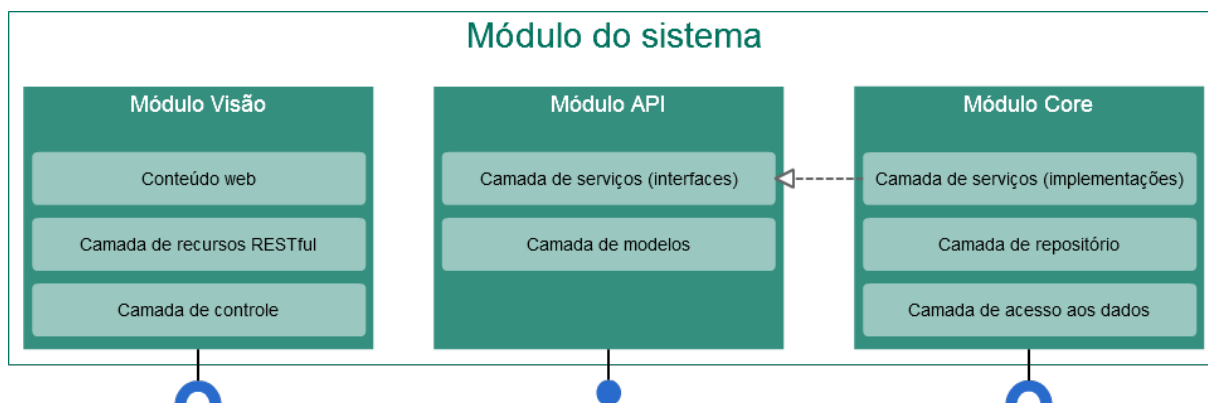 Módulo do sistema
Módulo Visão
Conteúdo web
Camada de recursos RESTful
Camada de controle
Módulo API
Camada de serviços (interfaces)
Camada de modelos
Módulo Core
Camada de serviços (implementações)
Camada de repositório
Camada de acesso aos dados